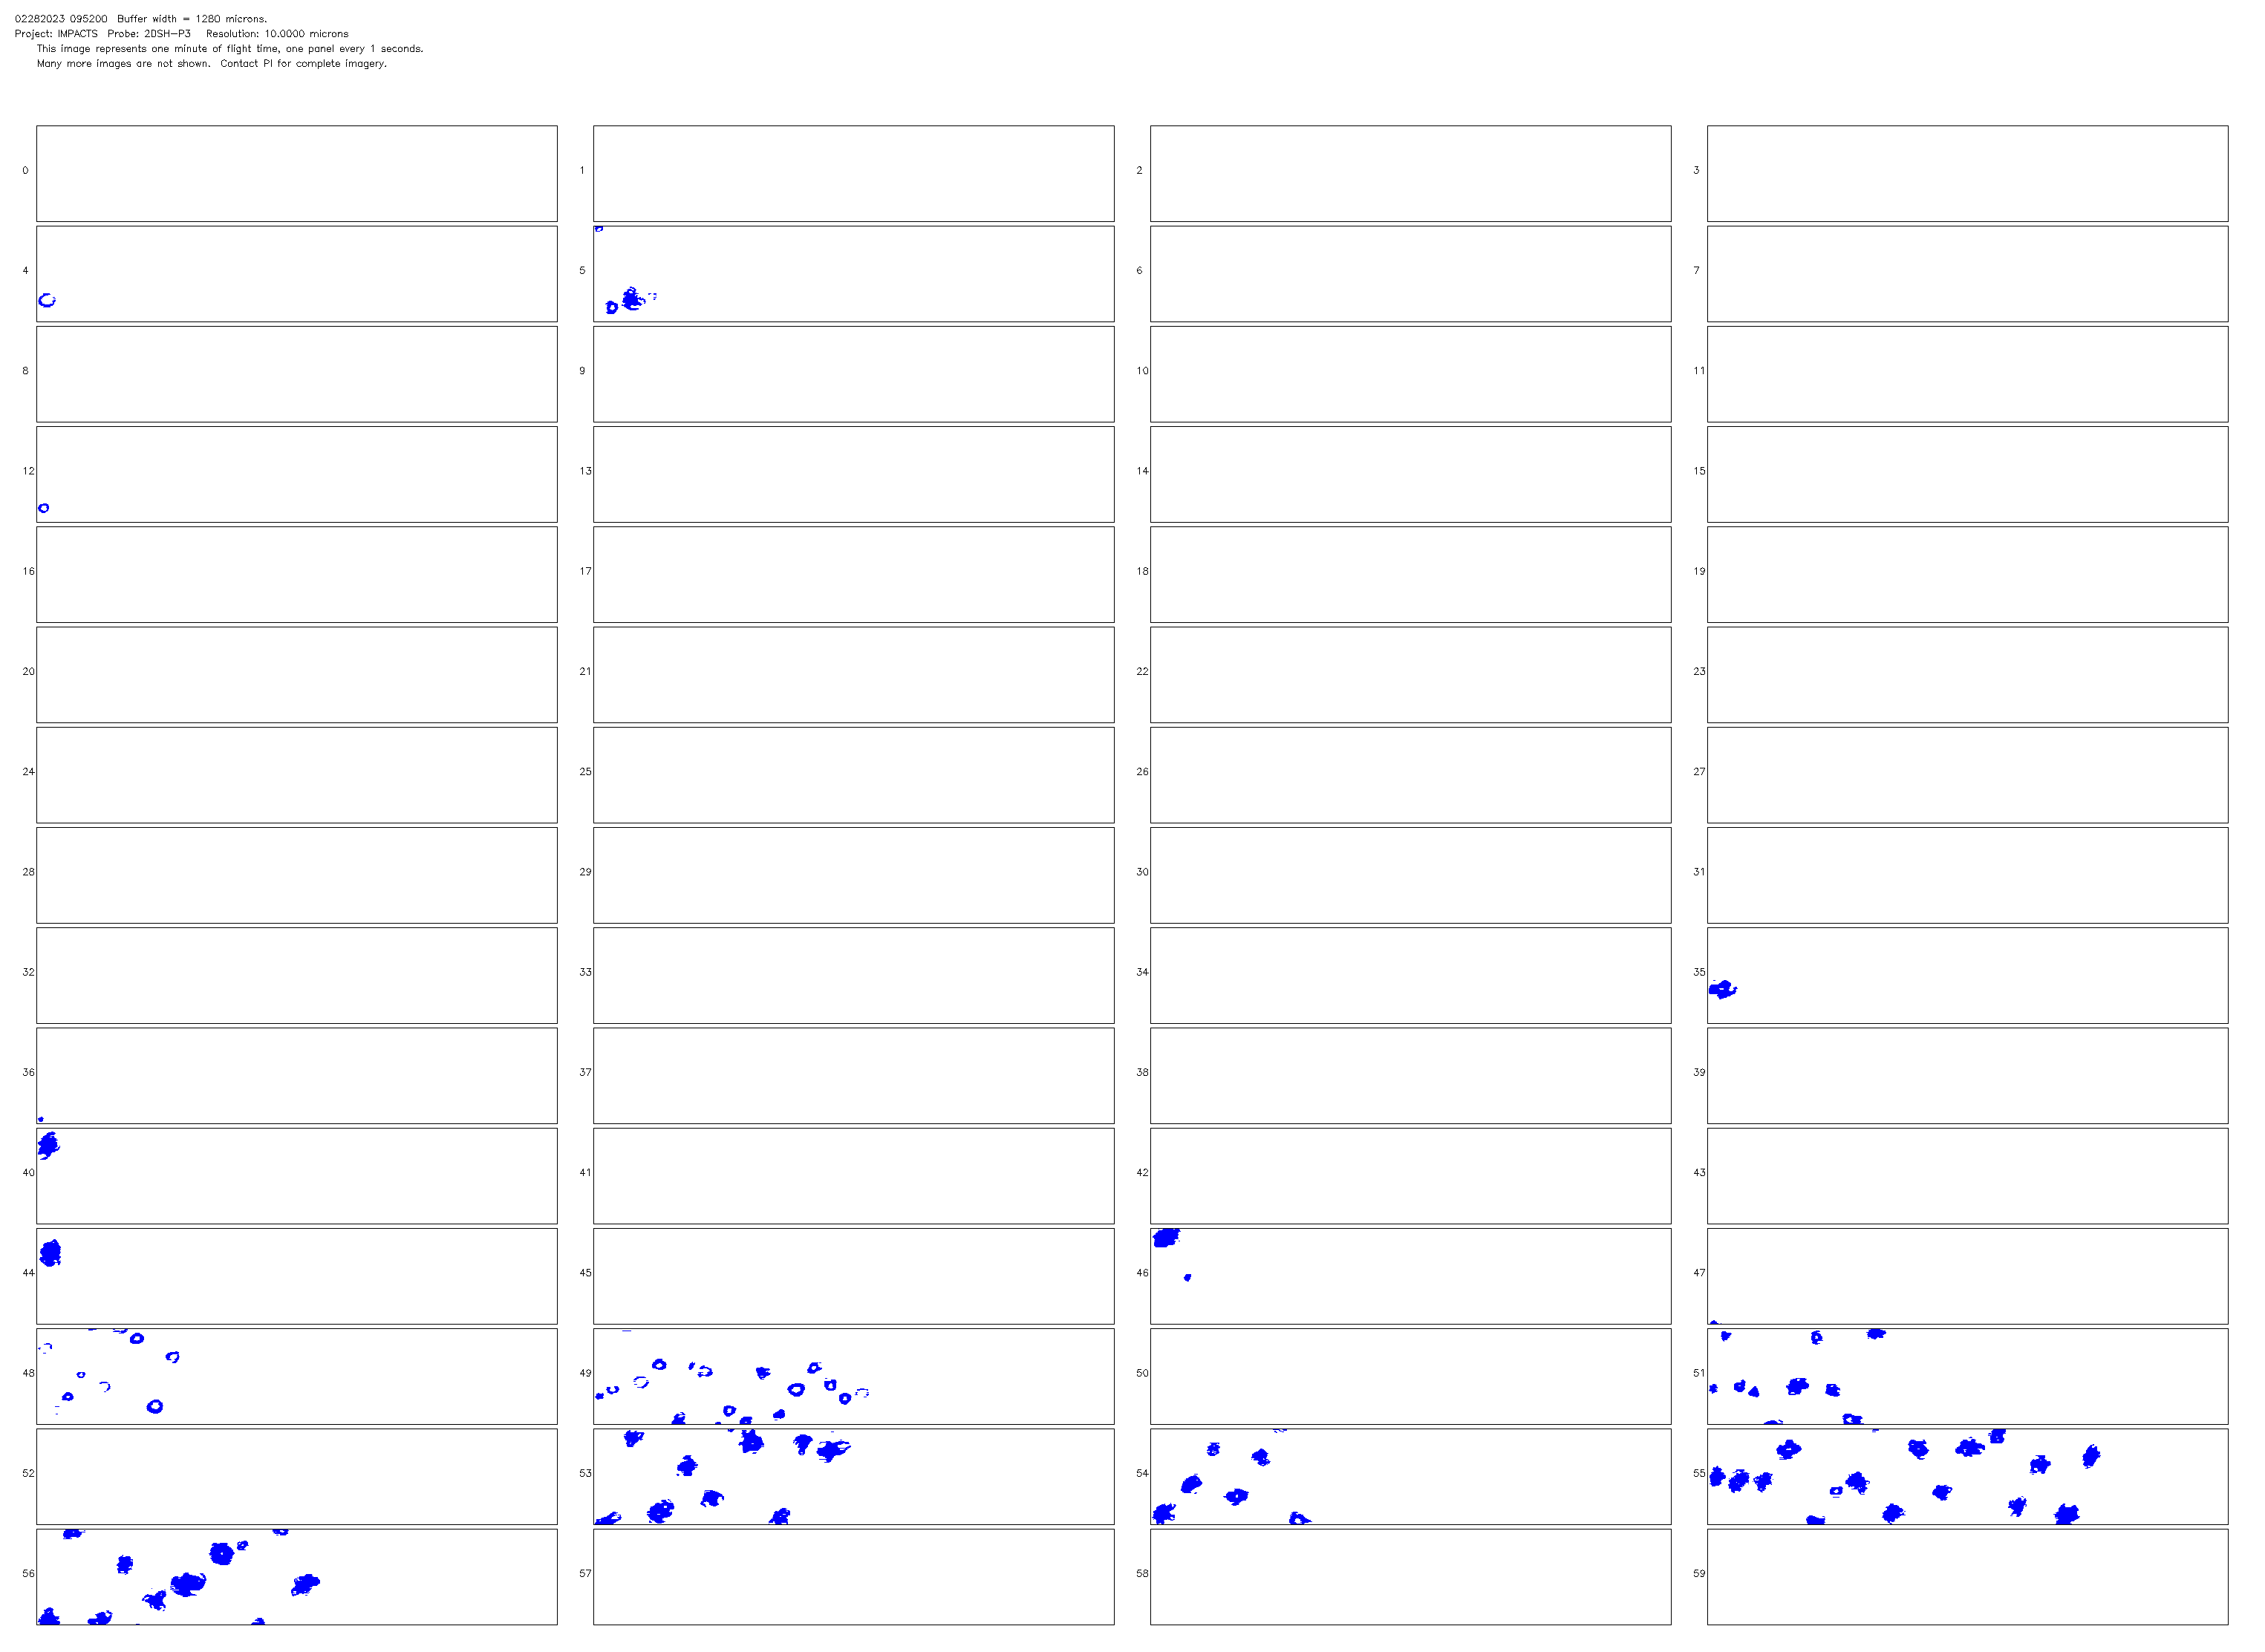 02282023 095200  Buffer width = 1280 microns.
Project: IMPACTS  Probe: 2DSH-P3  Resolution: 10.0000 microns
This image represents one minute of flight time, one panel every 1 seconds.
Many more images are not shown.  Contact PI for complete imagery.
0 1 2 3
4 5 6 7
8 9 10 11
12 13 14 15
16 17 18 19
20 21 22 23
24 25 26 27
28 29 30 31
32 33 34 35
36 37 38 39
40 41 42 43
44 45 46 47
48 49 50 51
52 53 54 55
56 57 58 59